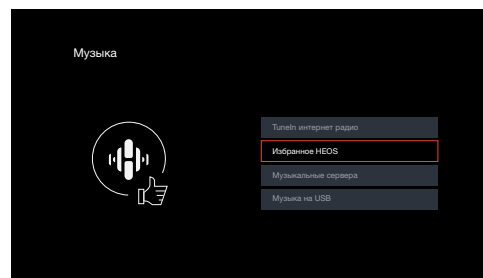 Музыка
TuneIn интернет радио
Избранное HEOS
Музыкальные сервера
Музыка на USB